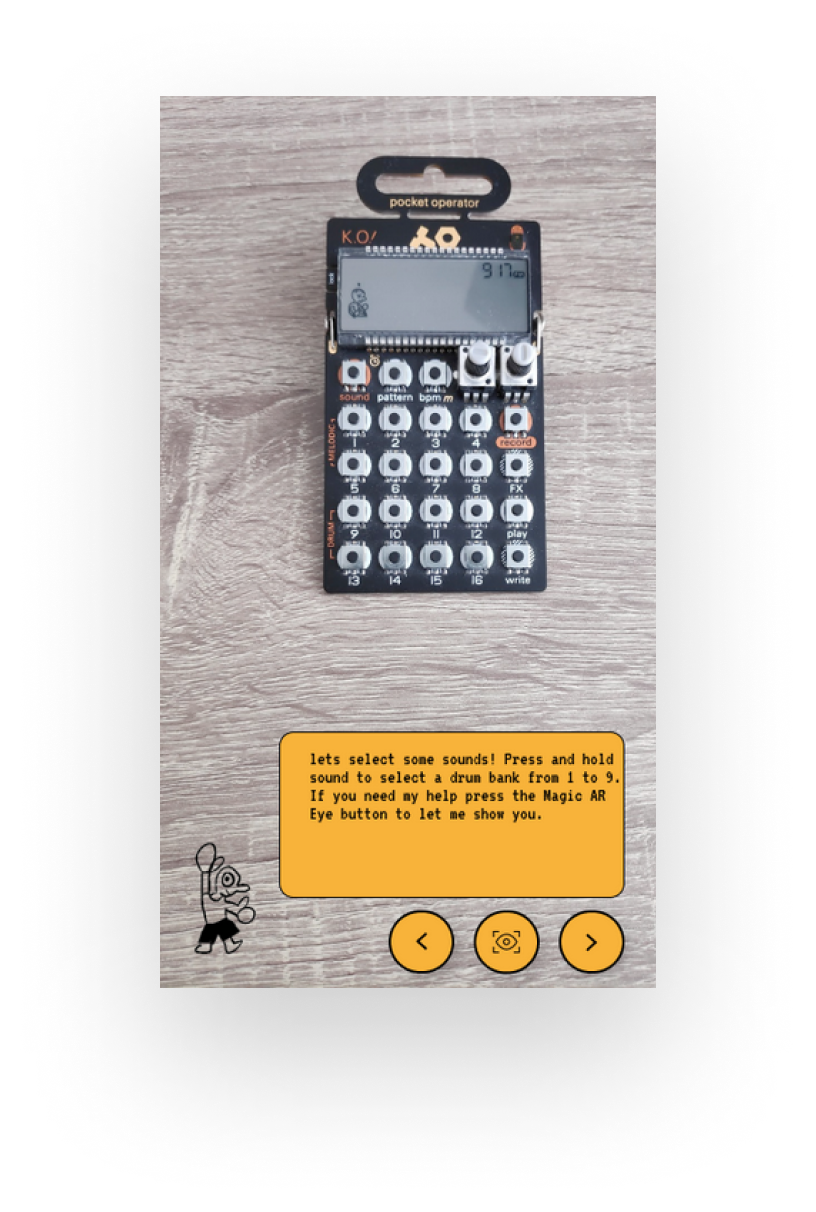 pocket operator
K.O!
917
lock
sound pattern bpm m
MELODIC
1 2 3 4
record
5 6 7 8 FX
DRUM
9 10 11 12 play
13 14 15 16 write
lets select some sounds! Press and hold
sound to select a drum bank from 1 to 9.
If you need my help press the Magic AR
Eye button to let me show you.